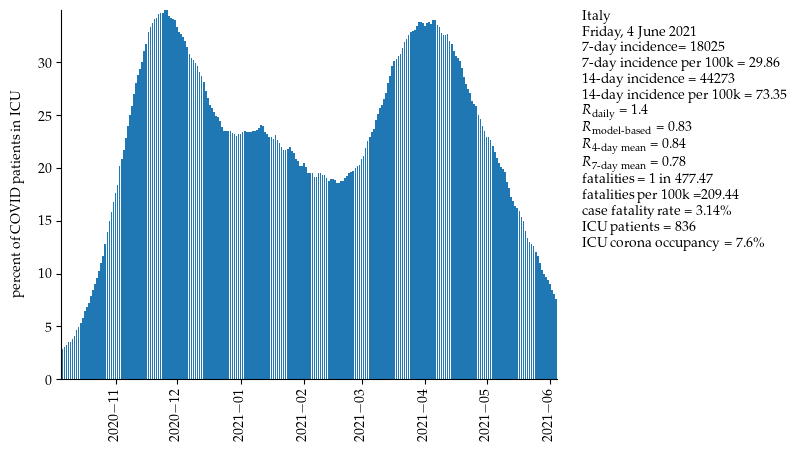 Italy
Friday, 4 June 2021
7-day incidence= 18025
7-day incidence per 100k = 29.86
14-day incidence = 44273
14-day incidence per 100k = 73.35
R_daily = 1.4
R_model-based = 0.83
R_4-day mean = 0.84
R_7-day mean = 0.78
fatalities = 1 in 477.47
fatalities per 100k =209.44
case fatality rate = 3.14%
ICU patients = 836
ICU corona occupancy = 7.6%
percent of COVID patients in ICU
30
25
20
15
10
5
0
2020−11
2020−12
2021−01
2021−02
2021−03
2021−04
2021−05
2021−06